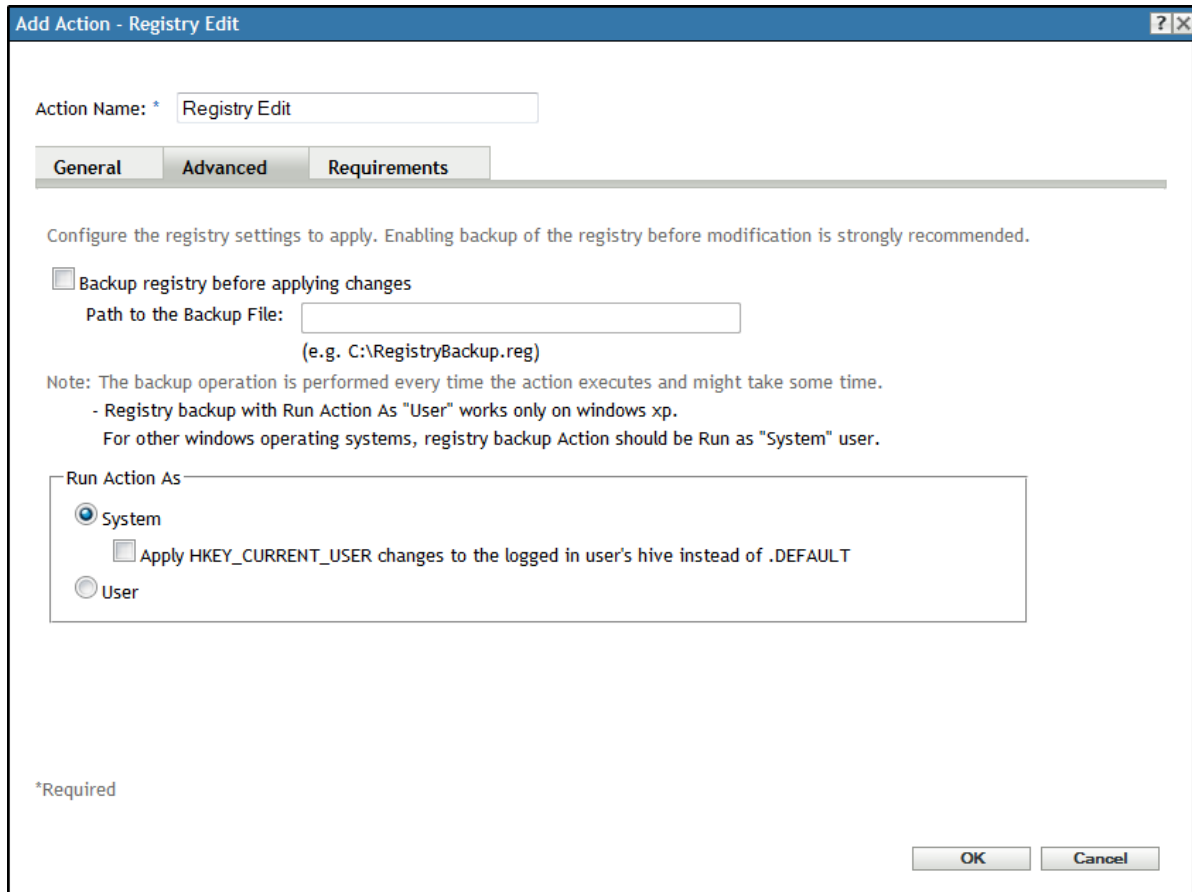 Add Action - Registry Edit
Action Name: * Registry Edit
General Advanced Requirements
Configure the registry settings to apply. Enabling backup of the registry before modification is strongly recommended.
Backup registry before applying changes
Path to the Backup File:
(e.g. C:\RegistryBackup.reg)
Note: The backup operation is performed every time the action executes and might take some time.
- Registry backup with Run Action As "User" works only on windows xp.
For other windows operating systems, registry backup Action should be Run as "System" user.
Run Action As
System
Apply HKEY_CURRENT_USER changes to the logged in user's hive instead of .DEFAULT
User
*Required
OK Cancel